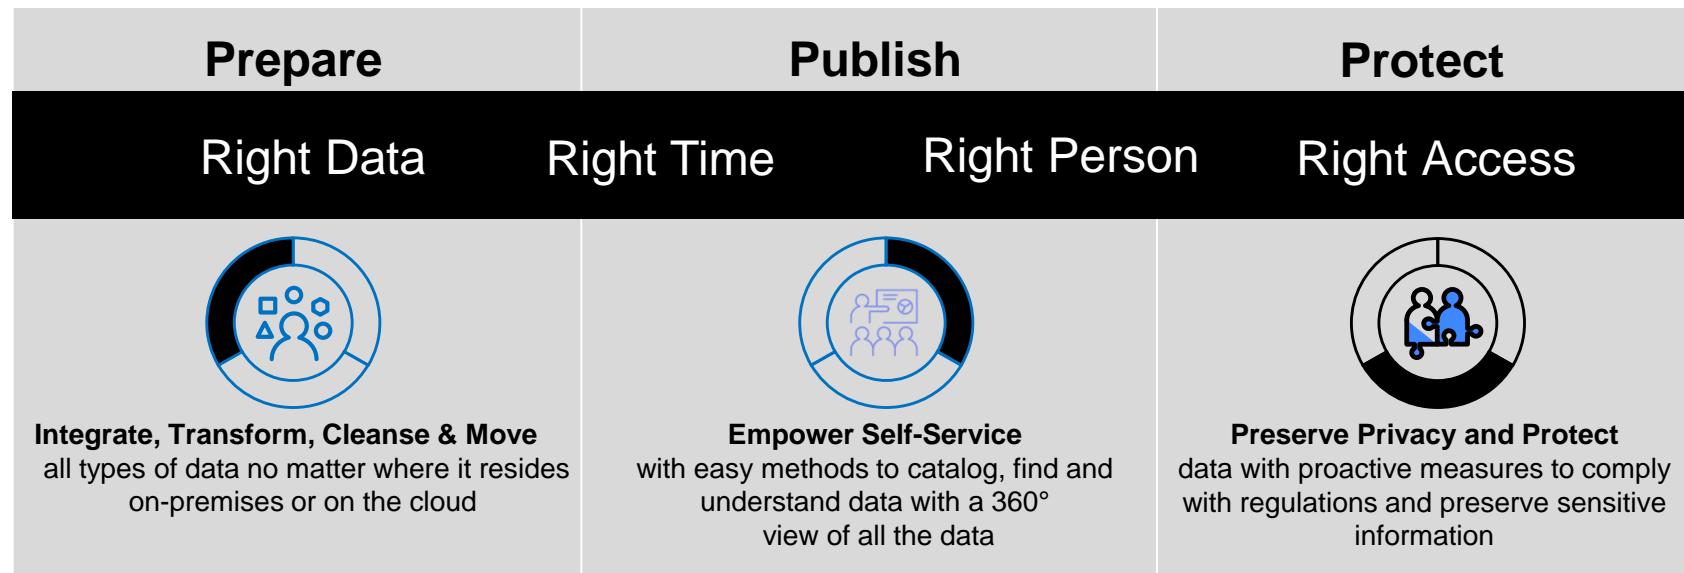 Prepare
Publish
Protect
Right Data
Right Time
Right Person
Right Access
Integrate, Transform, Cleanse & Move
all types of data no matter where it resides
on-premises or on the cloud
Empower Self-Service
with easy methods to catalog, find and
understand data with a 360°
view of all the data
Preserve Privacy and Protect
data with proactive measures to comply
with regulations and preserve sensitive
information